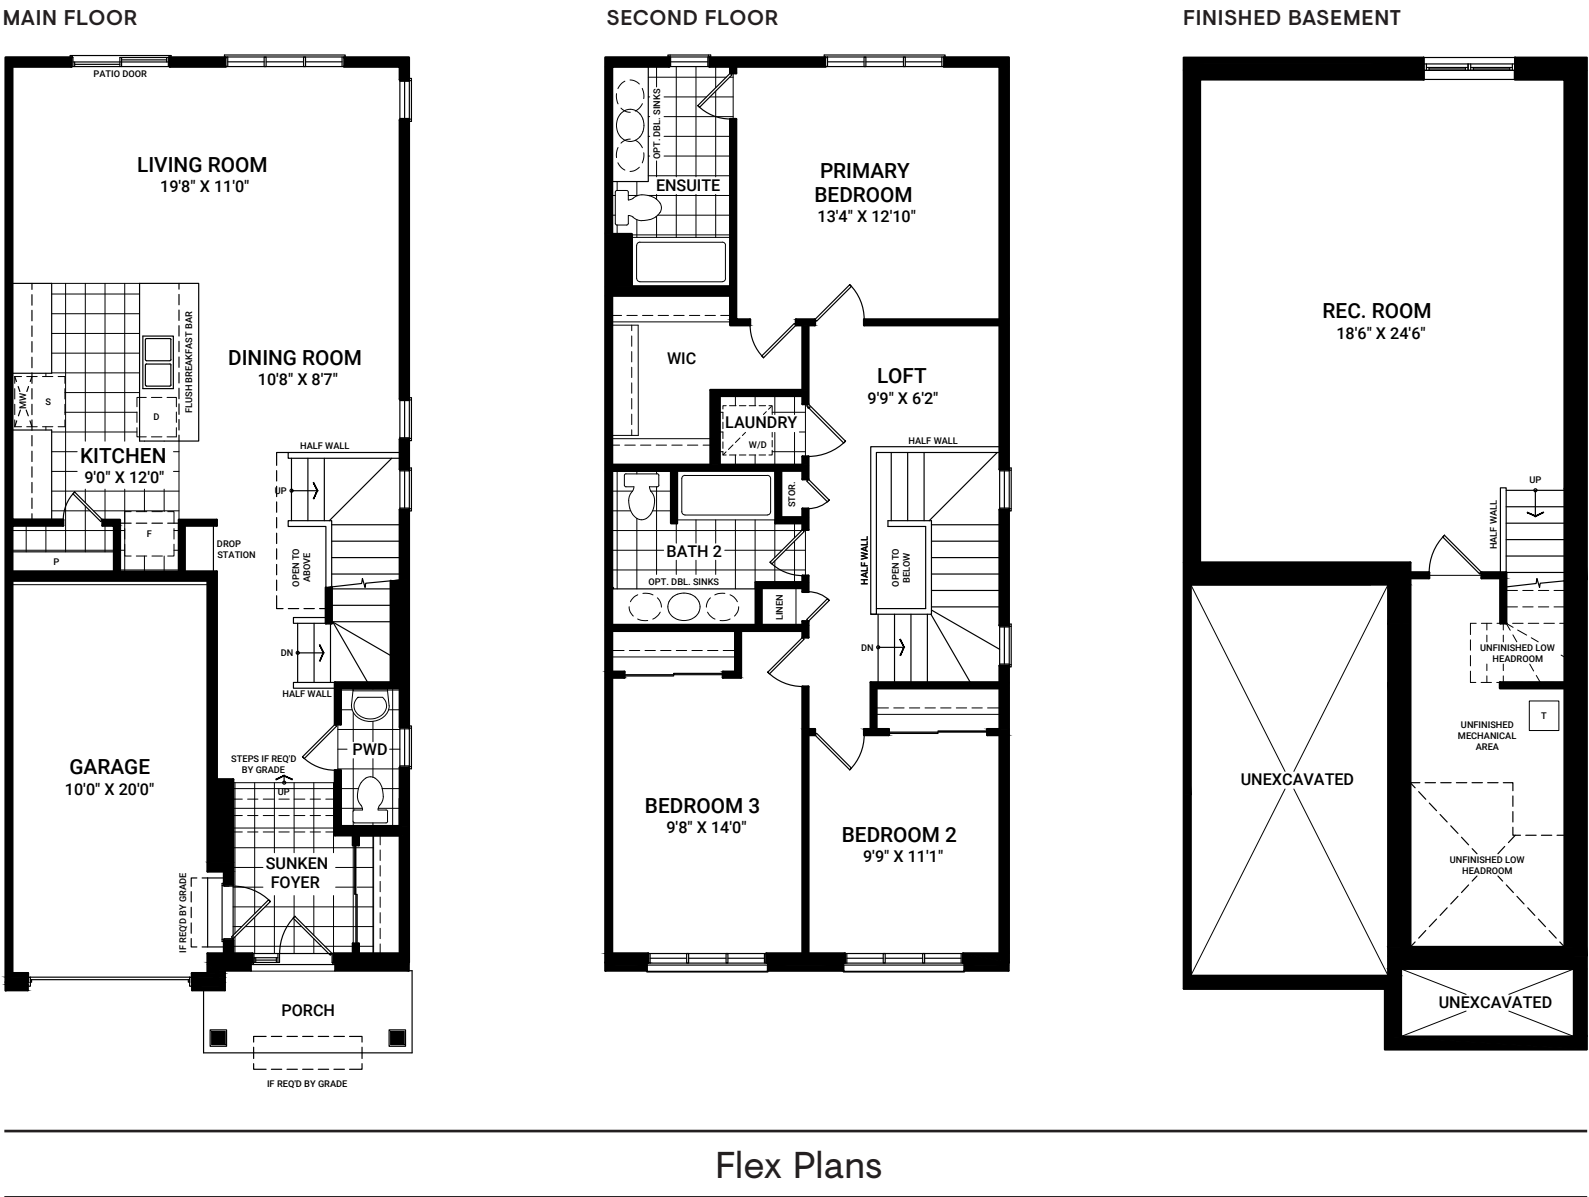 MAIN FLOOR
PATIO DOOR
LIVING ROOM
19'8" X 11'0"
FLUSH BREAKFAST BAR
DINING ROOM
10'8" X 8'7"
MW
S
D
KITCHEN
9'0" X 12'0"
HALF WALL
UP
F
P
DROP
STATION
OPEN TO
ABOVE
DN
HALF WALL
PWD
STEPS IF REQ'D
BY GRADE
UP
GARAGE
10'0" X 20'0"
SUNKEN
FOYER
IF REQ'D BY GRADE
PORCH
IF REQ'D BY GRADE
SECOND FLOOR
OPT. DBL. SINKS
ENSUITE
PRIMARY
BEDROOM
13'4" X 12'10"
WIC
LOFT
9'9" X 6'2"
LAUNDRY
W/D
HALF WALL
STOR.
BATH 2
OPT. DBL. SINKS
HALF WALL
OPEN TO
BELOW
LINEN
DN
BEDROOM 3
9'8" X 14'0"
BEDROOM 2
9'9" X 11'1"
FINISHED BASEMENT
REC. ROOM
18'6" X 24'6"
UP
HALF WALL
UNFINISHED LOW
HEADROOM
T
UNFINISHED
MECHANICAL
AREA
UNEXCAVATED
UNFINISHED LOW
HEADROOM
UNEXCAVATED
Flex Plans